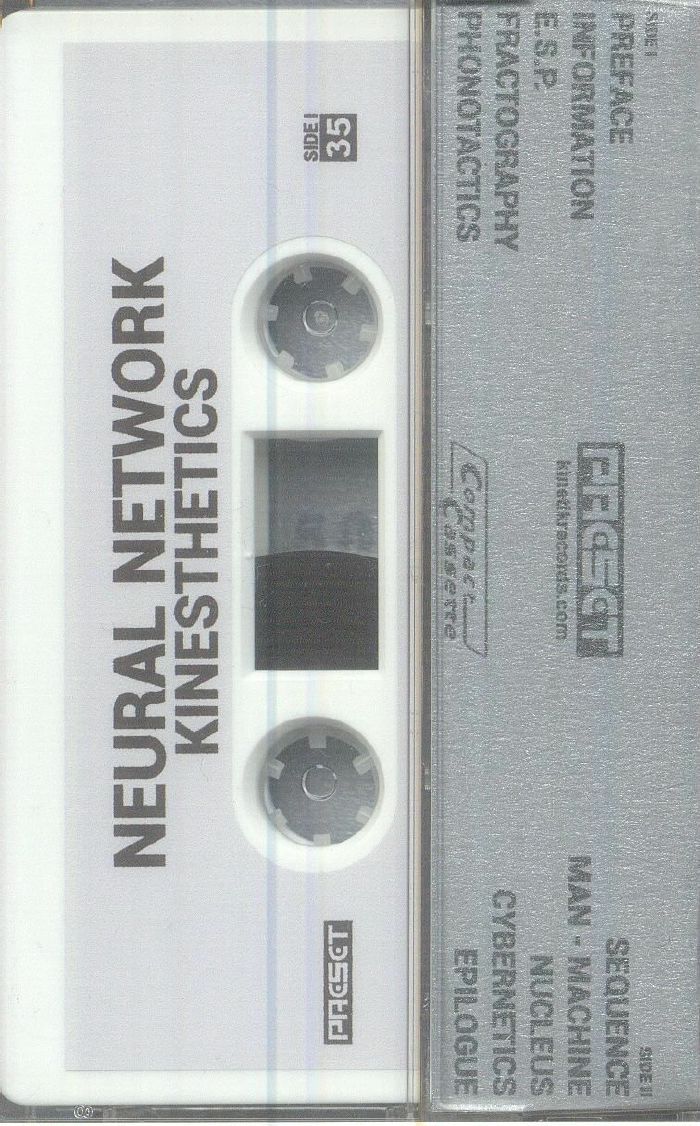 NEURAL NETWORK
KINESTHETICS
SIDE I
35
PRESET
SIDE I
PREFACE
INFORMATION
E.S.P.
FRACTOGRAPHY
PHONOTACTICS
PRESET
kinetikrecords.com
Compact
Cassette
SIDE II
SEQUENCE
MAN - MACHINE
NUCLEUS
CYBERNETICS
EPILOGUE